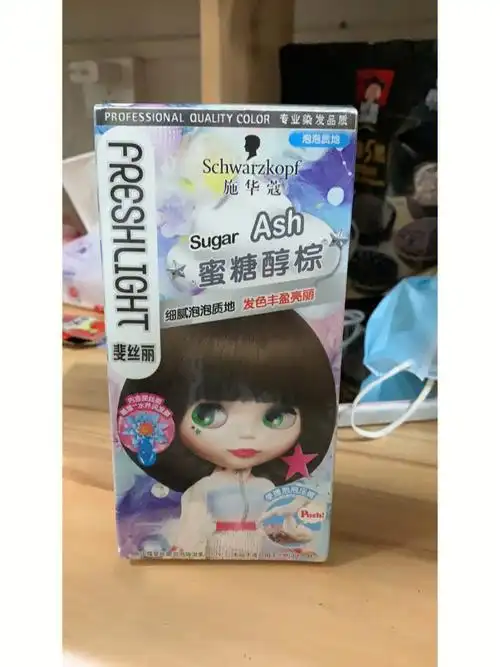 PROFESSIONAL QUALITY COLOR 专业染发品质
泡泡质地
FRESHLIGHT
斐丝丽
Schwarzkopf
施华蔻
Sugar Ash
蜜糖醇棕
细腻泡泡质地 发色丰盈亮丽
Push!